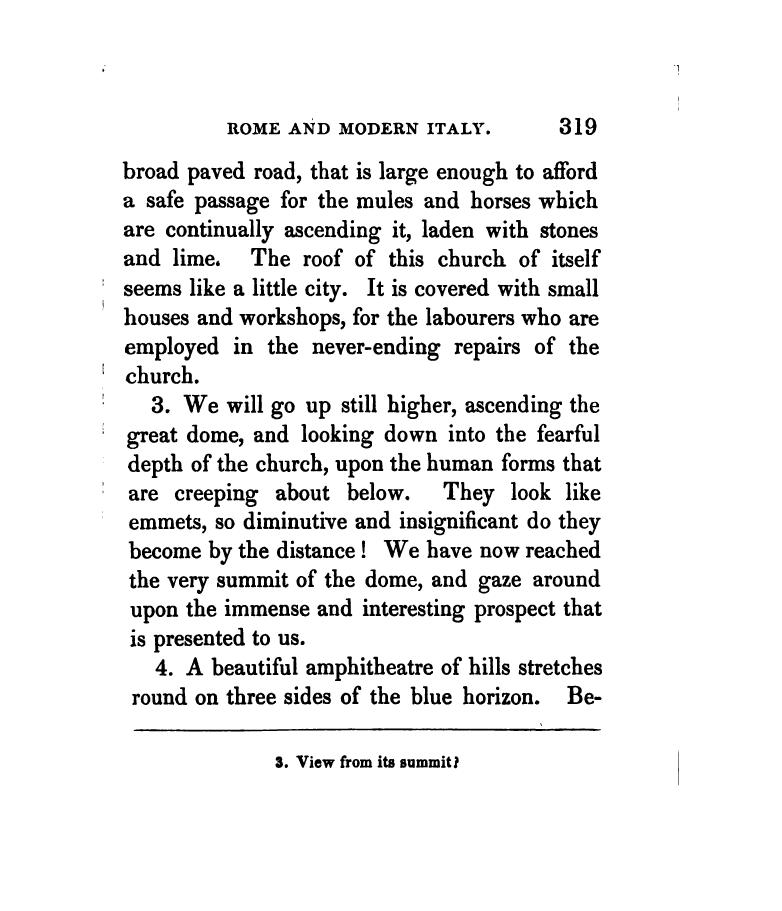 ROME AND MODERN ITALY. 319
broad paved road, that is large enough to afford
a safe passage for the mules and horses which
are continually ascending it, laden with stones
and lime. The roof of this church of itself
seems like a little city. It is covered with small
houses and workshops, for the labourers who are
employed in the never-ending repairs of the
church.
3. We will go up still higher, ascending the
great dome, and looking down into the fearful
depth of the church, upon the human forms that
are creeping about below. They look like
emmets, so diminutive and insignificant do they
become by the distance! We have now reached
the very summit of the dome, and gaze around
upon the immense and interesting prospect that
is presented to us.
4. A beautiful amphitheatre of hills stretches
round on three sides of the blue horizon. Be-
3. View from its summit?